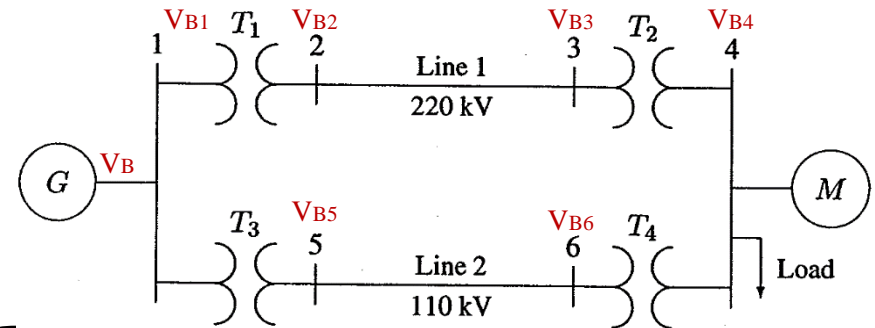 VB1 T1 VB2 VB3 T2 VB4
1 2 3 4
Line 1
220 kV
G VB M
T3 VB5 VB6 T4
5 6
Line 2 Load
110 kV